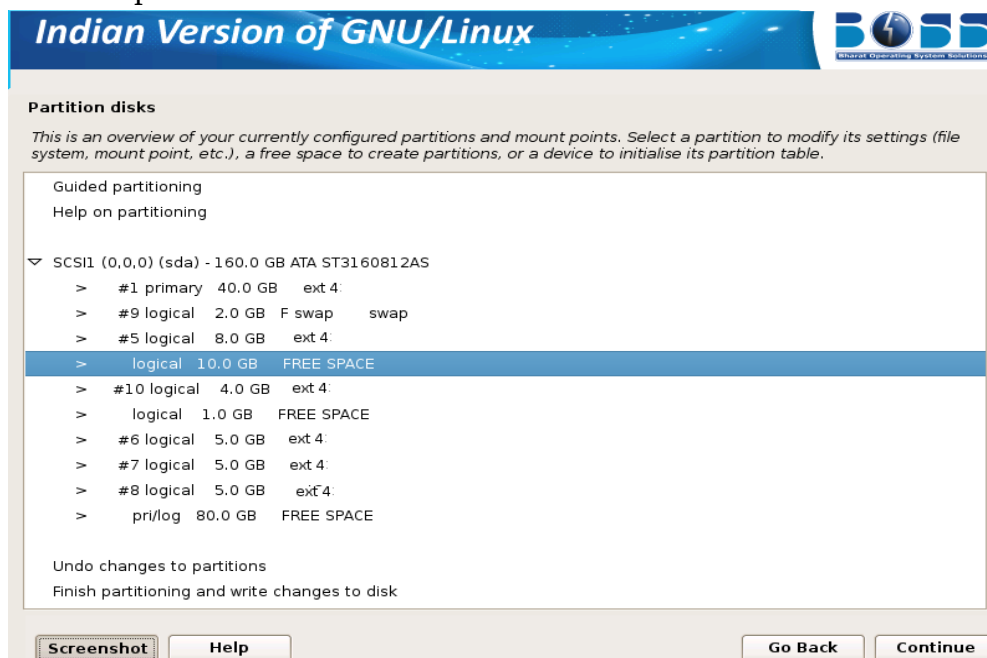 Indian Version of GNU/Linux
BOSS
Bharat Operating System Solutions
Partition disks
This is an overview of your currently configured partitions and mount points. Select a partition to modify its settings (file
system, mount point, etc.), a free space to create partitions, or a device to initialise its partition table.
Guided partitioning
Help on partitioning
SCSI1 (0,0,0) (sda) - 160.0 GB ATA ST3160812AS
> #1 primary 40.0 GB ext 4
> #9 logical 2.0 GB F swap swap
> #5 logical 8.0 GB ext 4
> logical 10.0 GB FREE SPACE
> #10 logical 4.0 GB ext 4
> logical 1.0 GB FREE SPACE
> #6 logical 5.0 GB ext 4
> #7 logical 5.0 GB ext 4
> #8 logical 5.0 GB ext 4
> pri/log 80.0 GB FREE SPACE
Undo changes to partitions
Finish partitioning and write changes to disk
Screenshot Help Go Back Continue